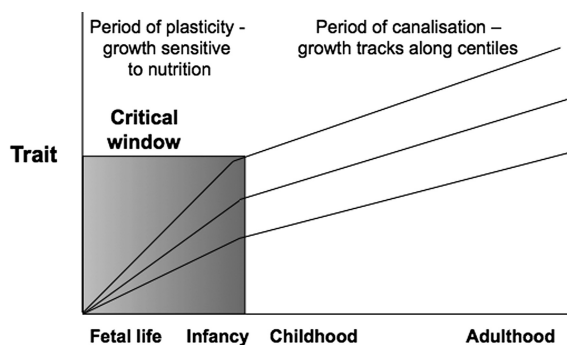 Period of plasticity -
growth sensitive
to nutrition
Period of canalisation –
growth tracks along centiles
Critical
window
Trait
Fetal life Infancy Childhood Adulthood